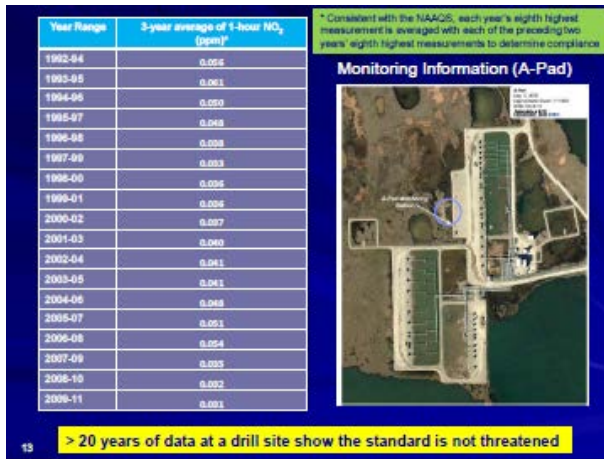 Year Range 3-year average of 1-hour NO2 (ppm)*
1992-94 0.056
1993-95 0.061
1994-96 0.050
1995-97 0.048
1996-98 0.038
1997-99 0.033
1998-00 0.036
1999-01 0.036
2000-02 0.037
2001-03 0.040
2002-04 0.041
2003-05 0.041
2004-06 0.048
2005-07 0.051
2006-08 0.054
2007-09 0.035
2008-10 0.032
2009-11 0.031
* Consistent with the NAAQS, each year's eighth highest
measurement is averaged with each of the preceding two
years' eighth highest measurements to determine compliance
Monitoring Information (A-Pad)
A-Pad
A-Pad Monitoring
Station
13
> 20 years of data at a drill site show the standard is not threatened